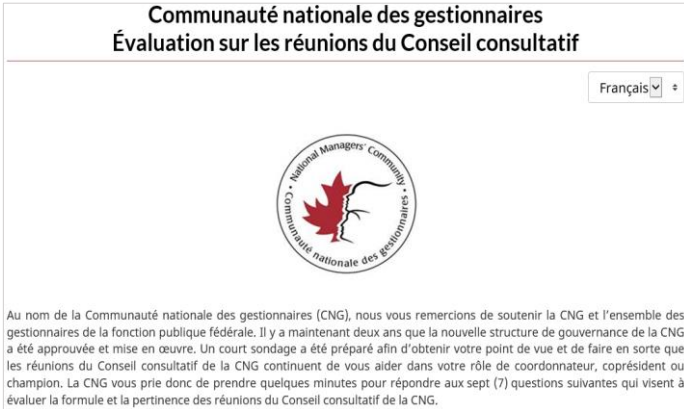 Communauté nationale des gestionnaires
Évaluation sur les réunions du Conseil consultatif
Français
• National Managers' Community •
Communauté nationale des gestionnaires
Au nom de la Communauté nationale des gestionnaires (CNG), nous vous remercions de soutenir la CNG et l'ensemble des
gestionnaires de la fonction publique fédérale. Il y a maintenant deux ans que la nouvelle structure de gouvernance de la CNG
a été approuvée et mise en œuvre. Un court sondage a été préparé afin d'obtenir votre point de vue et de faire en sorte que
les réunions du Conseil consultatif de la CNG continuent de vous aider dans votre rôle de coordonnateur, coprésident ou
champion. La CNG vous prie donc de prendre quelques minutes pour répondre aux sept (7) questions suivantes qui visent à
évaluer la formule et la pertinence des réunions du Conseil consultatif de la CNG.